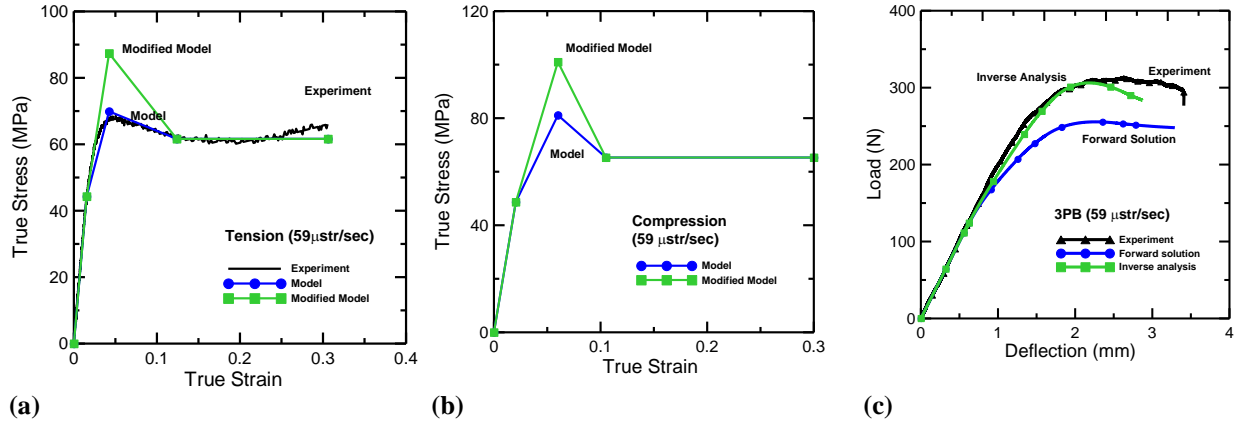 100
80
60
40
20
0
True Stress (MPa)
Modified Model
Experiment
Model
Tension (59μstr/sec)
Experiment
Model
Modified Model
0
0.1
0.2
0.3
0.4
True Strain
(a)
120
80
40
0
True Stress (MPa)
Modified Model
Model
Compression
(59 μstr/sec)
Model
Modified Model
0
0.1
0.2
0.3
True Strain
(b)
400
300
200
100
0
Load (N)
Inverse Analysis
Experiment
Forward Solution
3PB (59 μstr/sec)
Experiment
Forward solution
Inverse analysis
0
1
2
3
4
Deflection (mm)
(c)